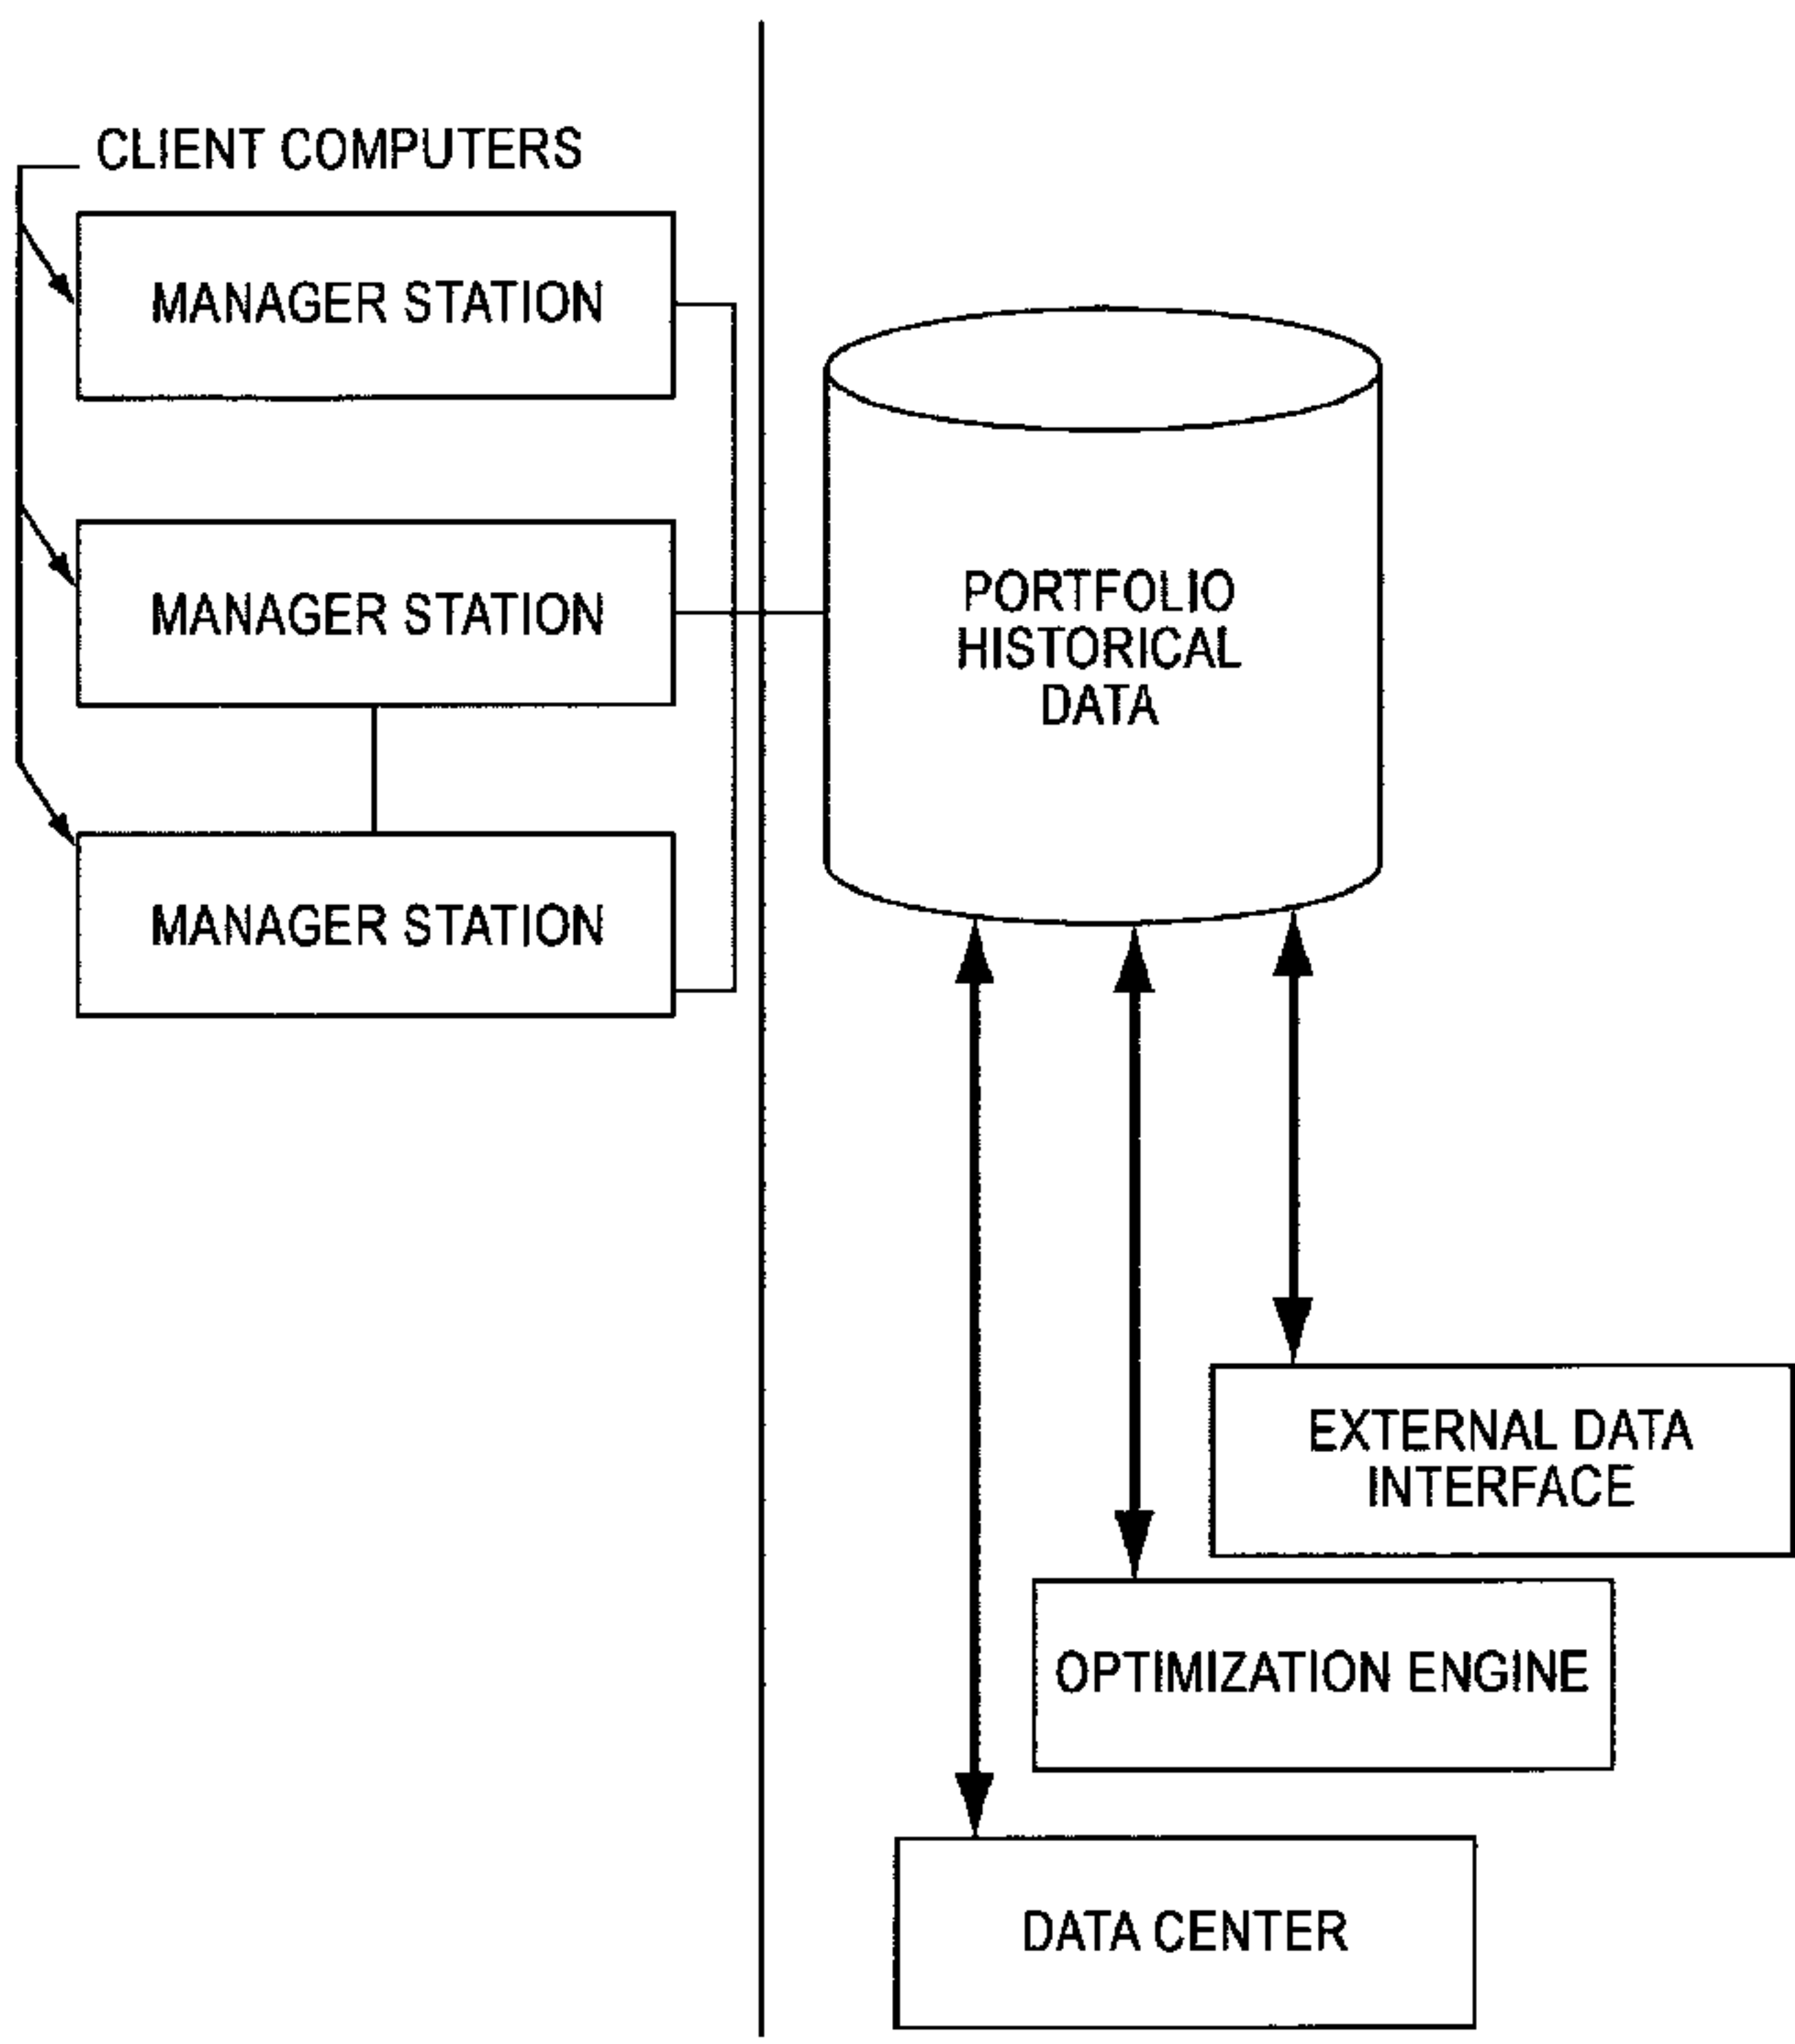 CLIENT COMPUTERS
MANAGER STATION
MANAGER STATION
MANAGER STATION
PORTFOLIO
HISTORICAL
DATA
EXTERNAL DATA
INTERFACE
OPTIMIZATION ENGINE
DATA CENTER